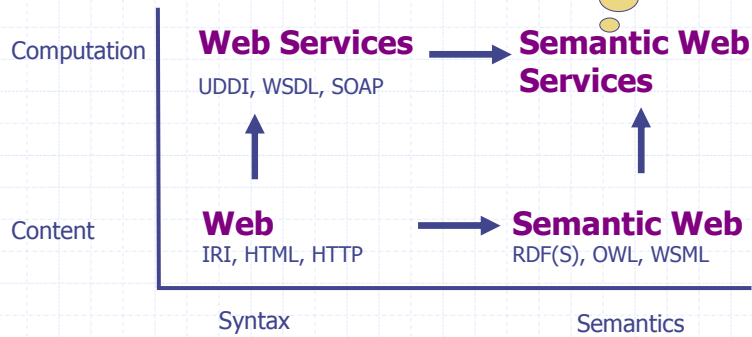 Computation
Web Services
UDDI, WSDL, SOAP
Semantic Web
Services
Content
Web
IRI, HTML, HTTP
Semantic Web
RDF(S), OWL, WSML
Syntax
Semantics